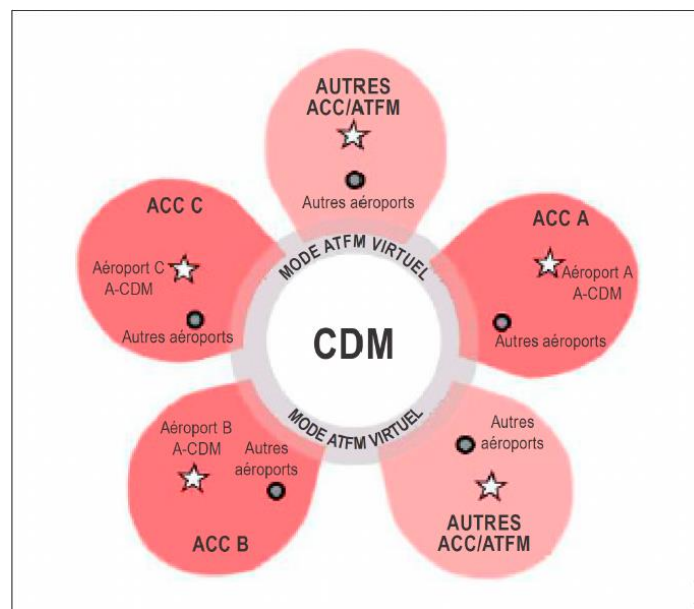 AUTRES
ACC/ATFM
Autres aéroports
ACC C
Aéroport C
A-CDM
Autres aéroports
ACC A
Aéroport A
A-CDM
Autres aéroports
MODE ATFM VIRTUEL
CDM
MODE ATFM VIRTUEL
Aéroport B
A-CDM
Autres
aéroports
ACC B
Autres
aéroports
AUTRES
ACC/ATFM